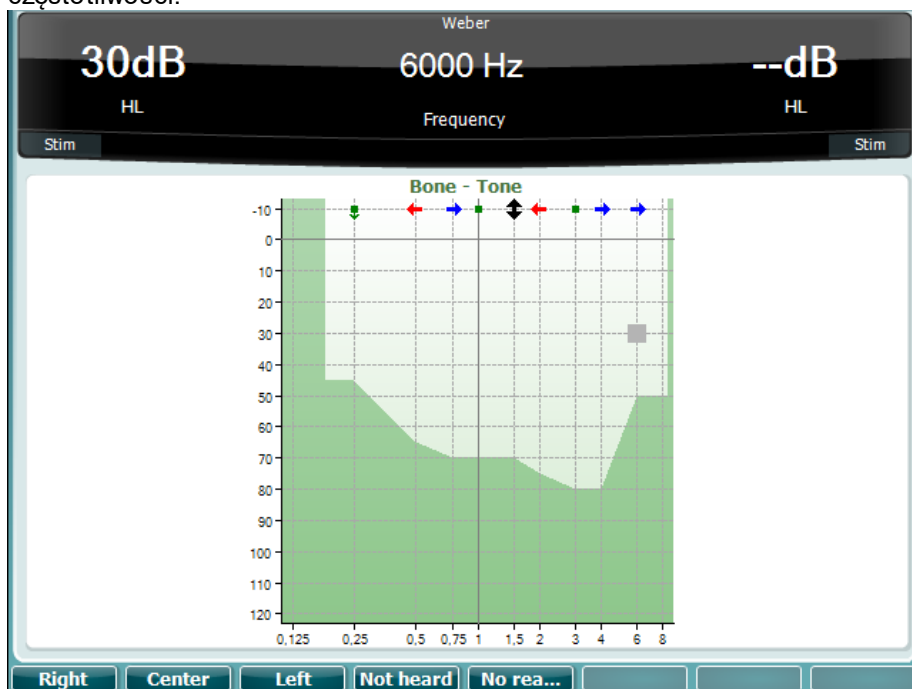 częstotliwości.
Weber
30dB 6000 Hz --dB
HL Frequency HL
Stim Stim
Bone - Tone
-10
0
10
20
30
40
50
60
70
80
90
100
110
120
0,125 0,25 0,5 0,75 1 1,5 2 3 4 6 8
Right Center Left Not heard No rea...